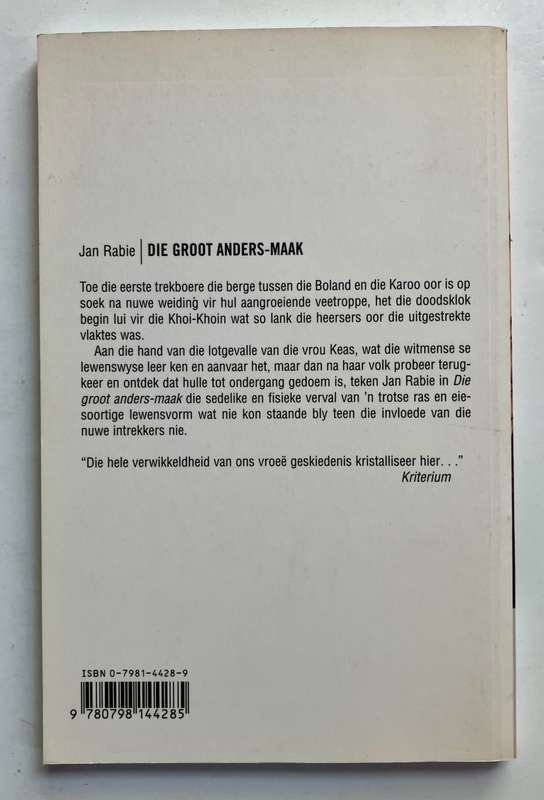 Jan Rabie | DIE GROOT ANDERS-MAAK
Toe die eerste trekboere die berge tussen die Boland en die Karoo oor is op
soek na nuwe weiding vir hul aangroeiende veetroppe, het die doodsklok
begin lui vir die Khoi-Khoin wat so lank die heersers oor die uitgestrekte
vlaktes was.
Aan die hand van die lotgevalle van die vrou Keas, wat die witmense se
lewenswyse leer ken en aanvaar het, maar dan na haar volk probeer terug-
keer en ontdek dat hulle tot ondergang gedoem is, teken Jan Rabie in Die
groot anders-maak die sedelike en fisieke verval van 'n trotse ras en eie-
soortige lewensvorm wat nie kon staande bly teen die invloede van die
nuwe intrekkers nie.
“Die hele verwikkeldheid van ons vroeë geskiedenis kristalliseer hier. . .”
Kriterium
ISBN 0-7981-4428-9
9 780798 144285